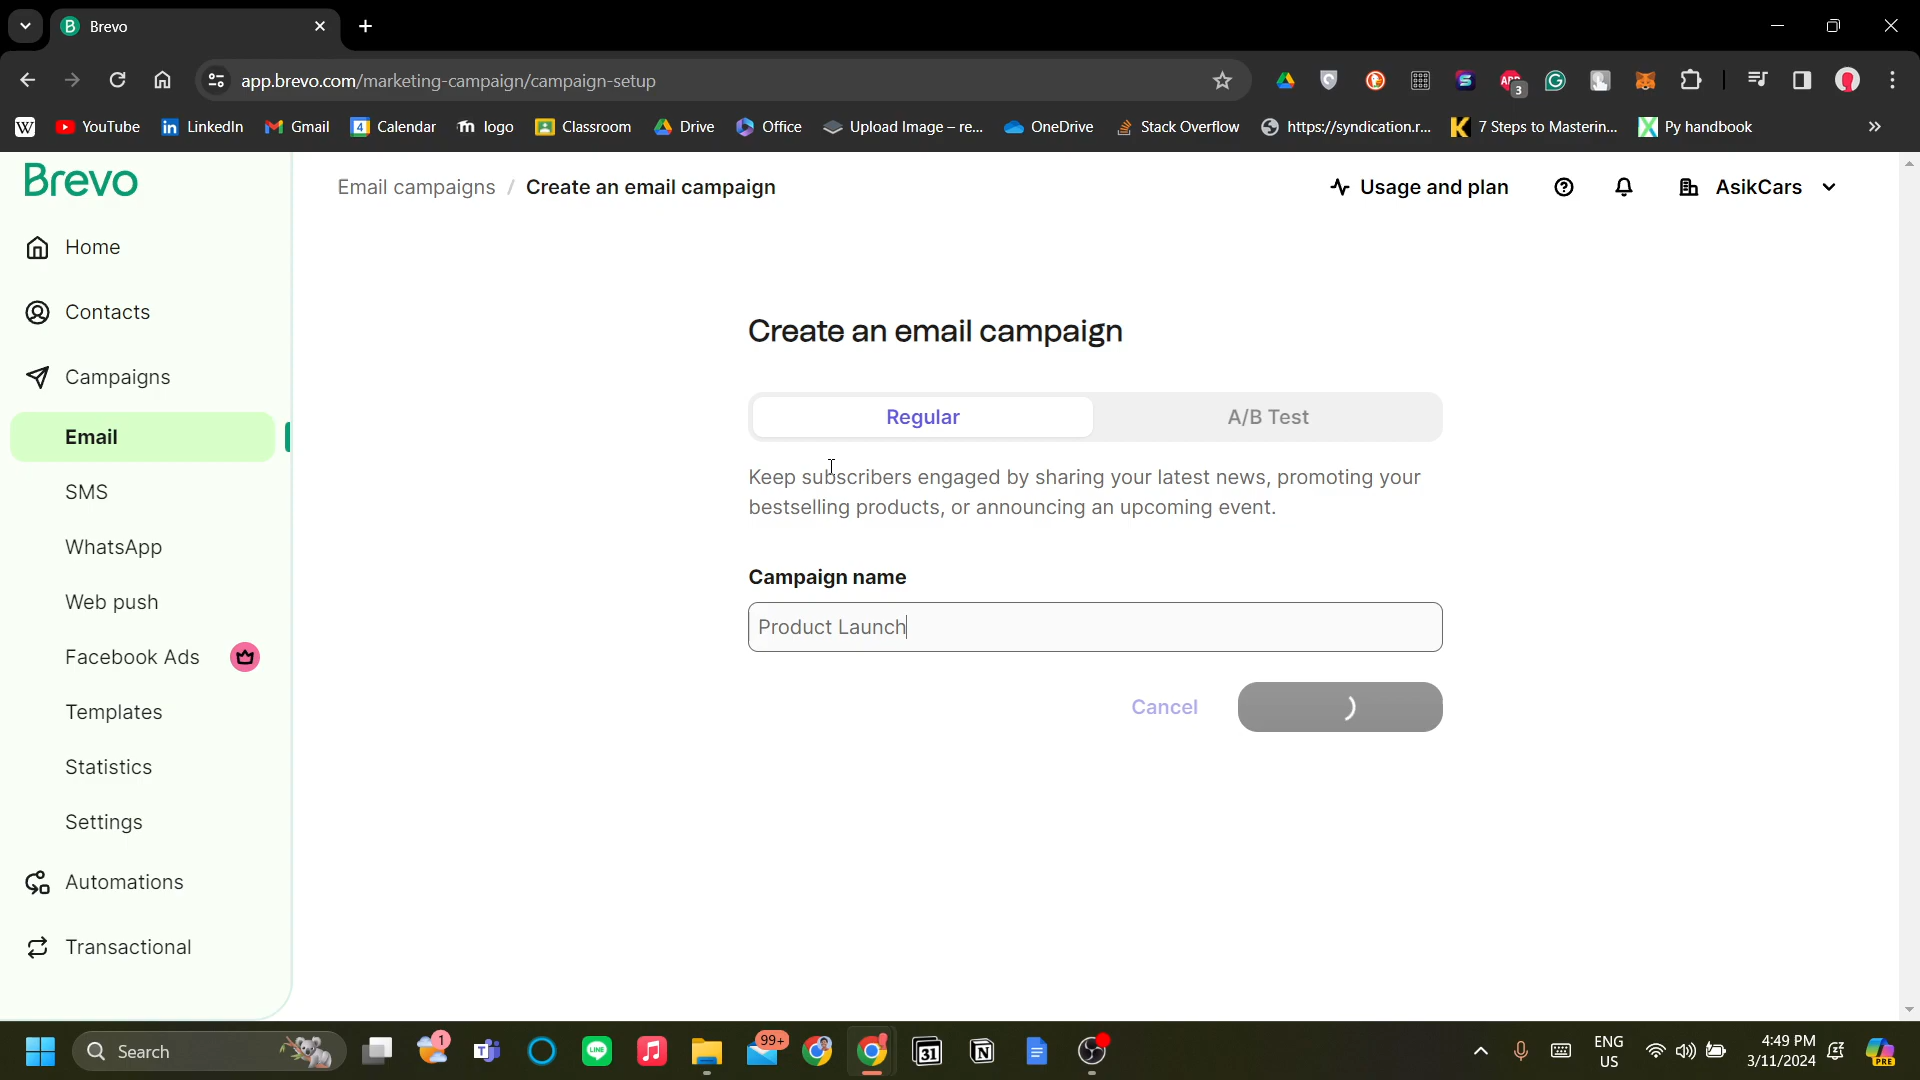 Brevo
app.brevo.com/marketing-campaign/campaign-setup
3
YouTube LinkedIn Gmail Calendar logo Classroom Drive Office Upload Image – re... OneDrive Stack Overflow https://syndication.r... 7 Steps to Masterin... Py handbook
Brevo
Email campaigns / Create an email campaign
Usage and plan
AsikCars
Home
Contacts
Campaigns
Email
SMS
WhatsApp
Web push
Facebook Ads
Templates
Statistics
Settings
Automations
Transactional
Create an email campaign
Regular A/B Test
Keep subscribers engaged by sharing your latest news, promoting your
bestselling products, or announcing an upcoming event.
Campaign name
Product Launch
Cancel
Search
1
99+
31
ENG
US
4:49 PM
3/11/2024
PRE